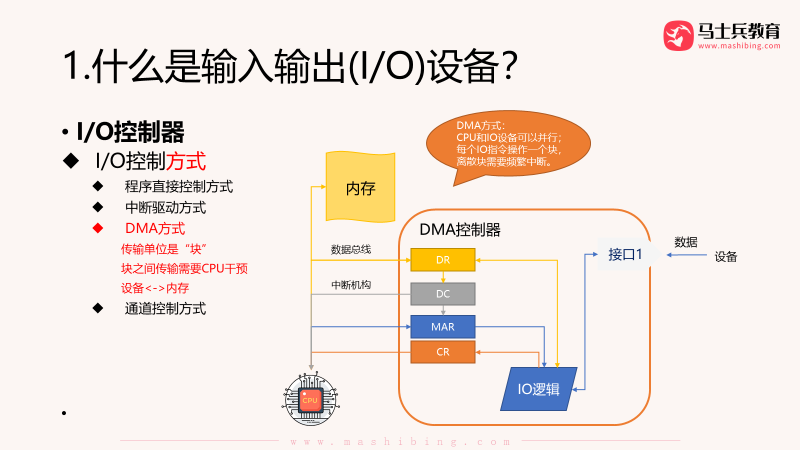 马士兵教育
www.mashibing.com
1.什么是输入输出(I/O)设备？
• I/O控制器
◆ I/O控制方式
◆ 程序直接控制方式
◆ 中断驱动方式
◆ DMA方式
传输单位是“块”
块之间传输需要CPU干预
设备<->内存
◆ 通道控制方式
DMA方式：
CPU和IO设备可以并行；
每个IO指令操作一个块，
离散块需要频繁中断。
内存
DMA控制器
数据总线
DR
中断机构
DC
MAR
CR
CPU
IO逻辑
接口1
数据
设备
www.mashibing.com